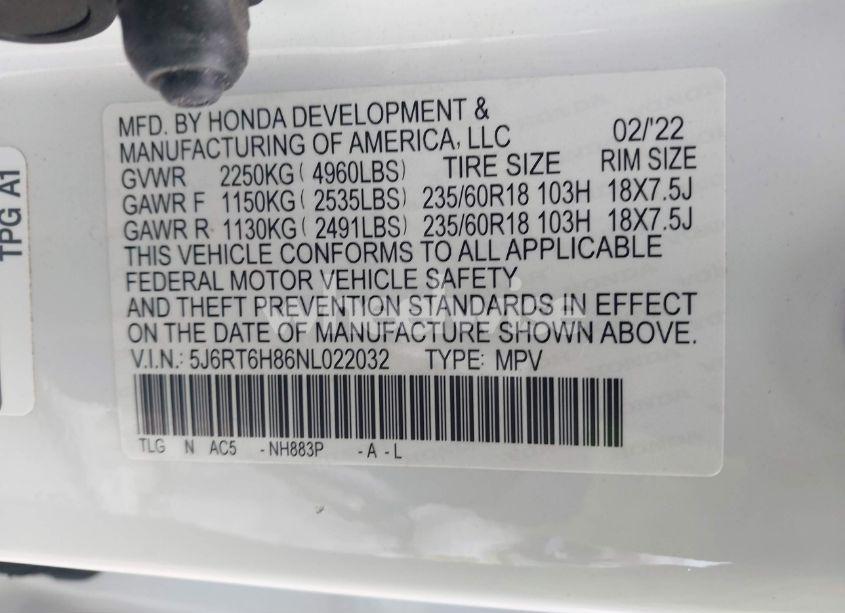 MFD. BY HONDA DEVELOPMENT &
MANUFACTURING OF AMERICA, LLC 02/'22
GVWR 2250KG ( 4960LBS) TIRE SIZE RIM SIZE
GAWR F 1150KG ( 2535LBS) 235/60R18 103H 18X7.5J
GAWR R 1130KG ( 2491LBS) 235/60R18 103H 18X7.5J
THIS VEHICLE CONFORMS TO ALL APPLICABLE
FEDERAL MOTOR VEHICLE SAFETY
AND THEFT PREVENTION STANDARDS IN EFFECT
ON THE DATE OF MANUFACTURE SHOWN ABOVE.
V.I.N.: 5J6RT6H86NL022032 TYPE: MPV
TLG N AC5 -NH883P -A -L
TPG A1